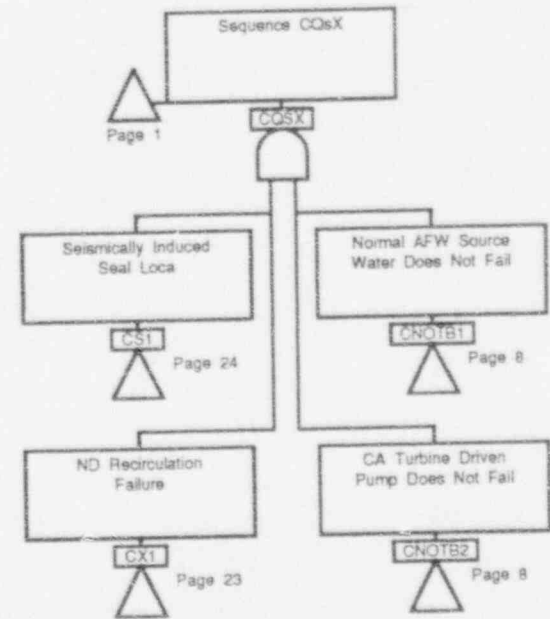 Sequence CQsX
Page 1
CQSX
Seismically Induced
Seal Loca
CS1
Page 24
Normal AFW Source
Water Does Not Fail
CNOTB1
Page 8
ND Recirculation
Failure
CX1
Page 23
CA Turbine Driven
Pump Does Not Fail
CNOTB2
Page 8